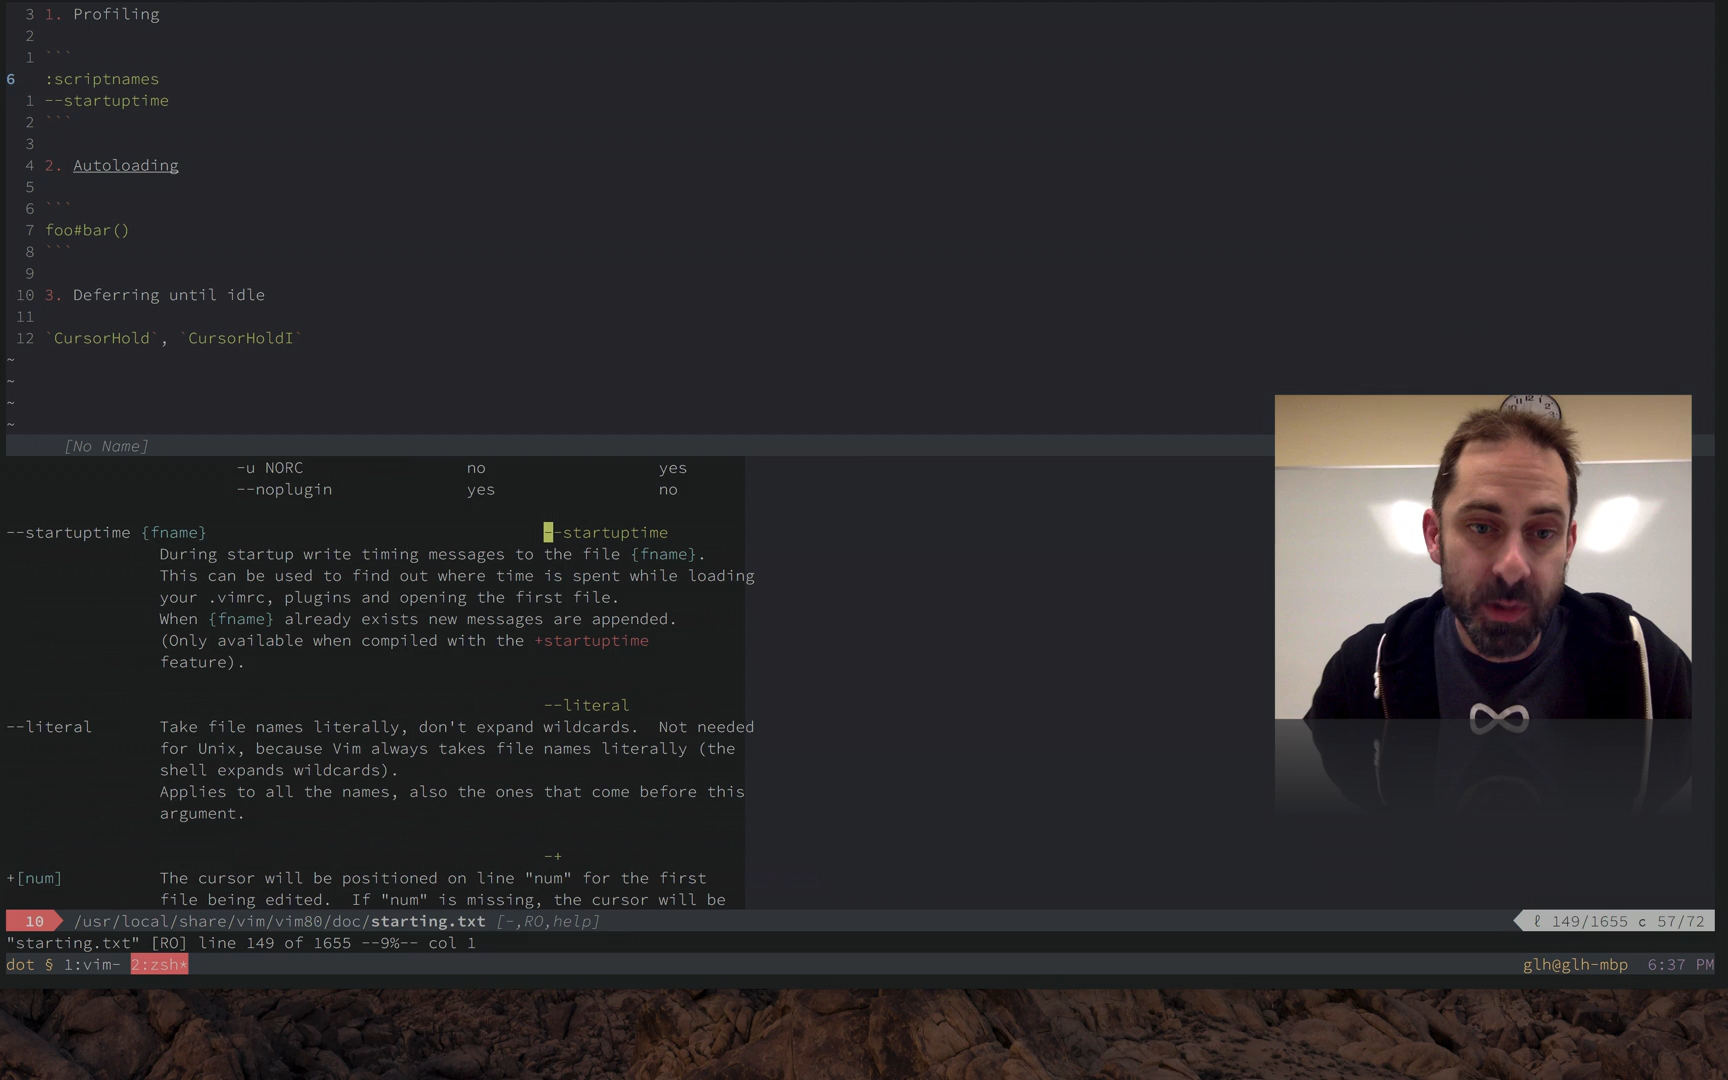 3 1. Profiling
2
1 ```
6 :scriptnames
1 --startuptime
2 ```
3
4 2. Autoloading
5
6 ```
7 foo#bar()
8 ```
9
10 3. Deferring until idle
11
12 `CursorHold`, `CursorHoldI`
~
~
~
~
[No Name]
-u NORC no yes
--noplugin yes no
--startuptime {fname} --startuptime
During startup write timing messages to the file {fname}.
This can be used to find out where time is spent while loading
your .vimrc, plugins and opening the first file.
When {fname} already exists new messages are appended.
(Only available when compiled with the +startuptime
feature).
--literal
--literal Take file names literally, don't expand wildcards. Not needed
for Unix, because Vim always takes file names literally (the
shell expands wildcards).
Applies to all the names, also the ones that come before this
argument.
-+
+[num] The cursor will be positioned on line "num" for the first
file being edited. If "num" is missing, the cursor will be
10 /usr/local/share/vim/vim80/doc/starting.txt [-,RO,help] ℓ 149/1655 c 57/72
"starting.txt" [RO] line 149 of 1655 --9%-- col 1
dot § 1:vim- 2:zsh* glh@glh-mbp 6:37 PM